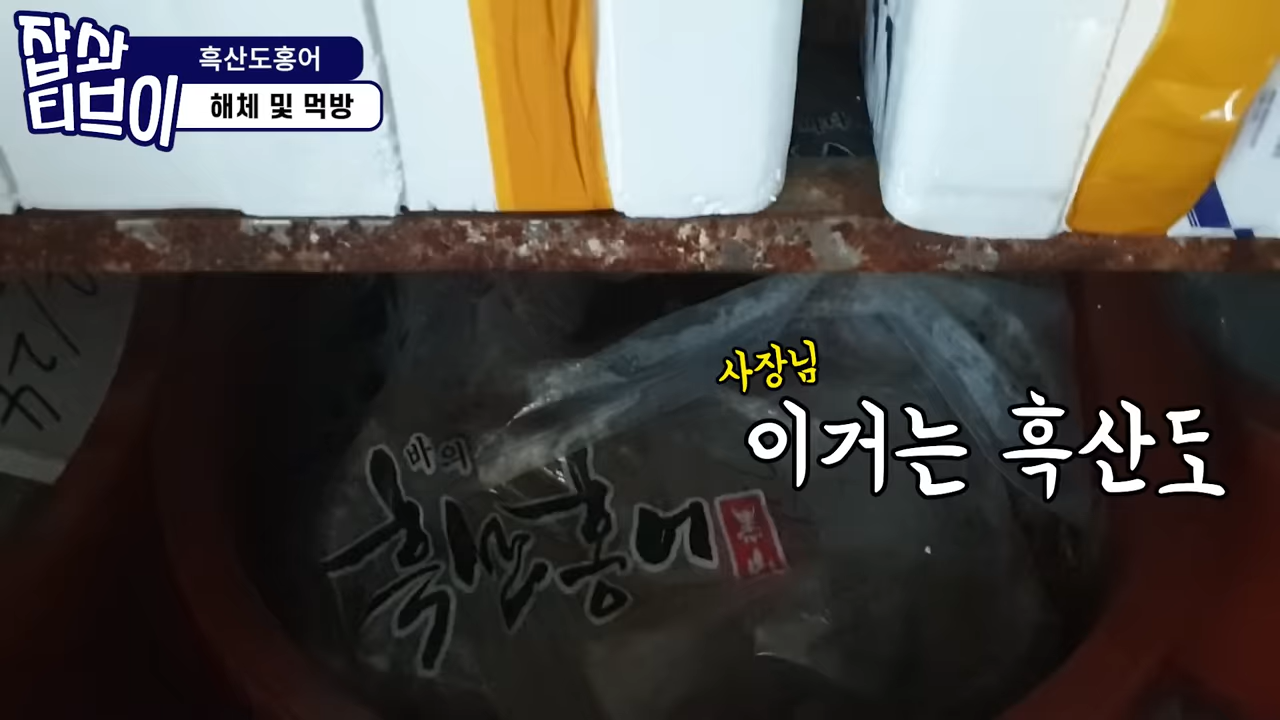 잡솨
티브이
흑산도홍어
해체 및 먹방
사장님
이거는 흑산도
바의
흑산홍어